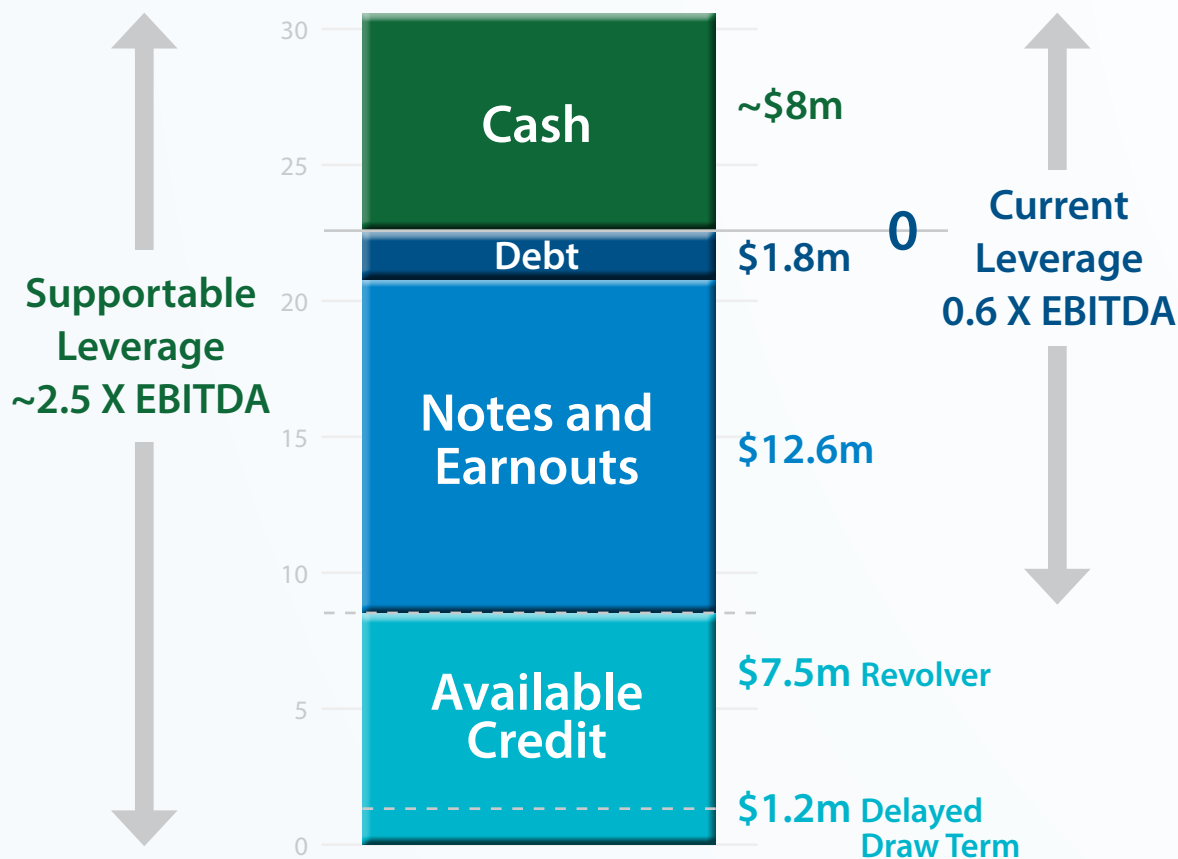 Supportable
Leverage
~2.5 X EBITDA
30
25
20
15
10
5
0
Cash
Debt
Notes and
Earnouts
Available
Credit
~$8m
0
$1.8m
$12.6m
$7.5m Revolver
$1.2m Delayed
Draw Term
Current
Leverage
0.6 X EBITDA